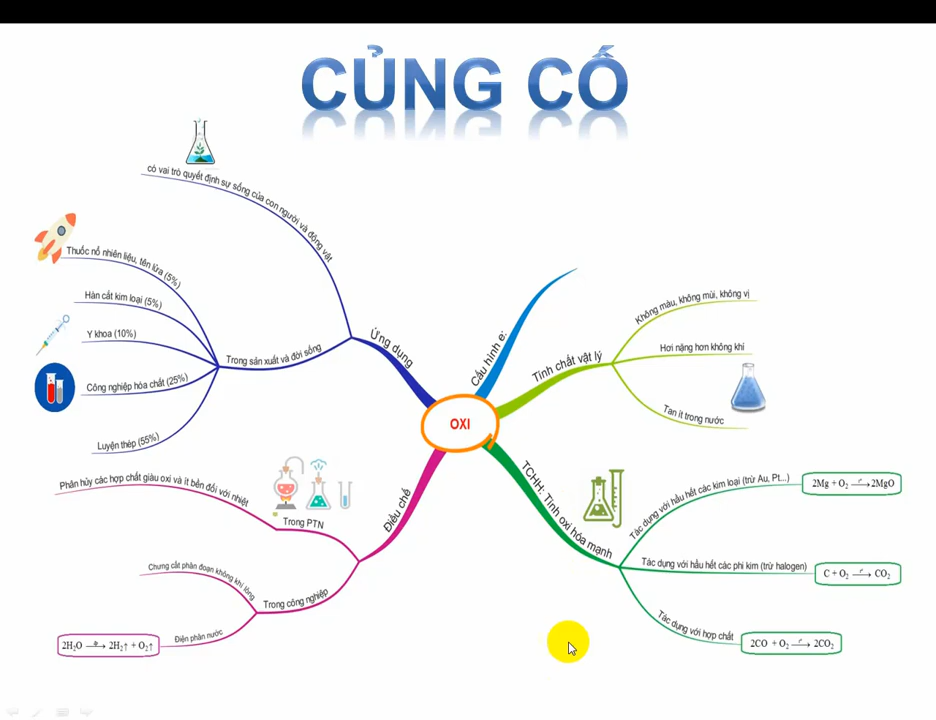 CỦNG CỐ
có vai trò quyết định sự sống của con người và động vật
Thuốc nổ nhiên liệu, tên lửa (5%)
Hàn cắt kim loại (5%)
Y khoa (10%)
Công nghiệp hóa chất (25%)
Luyện thép (55%)
Trong sản xuất và đời sống
Ứng dụng
Cấu hình e:
Tính chất vật lý
Không màu, không mùi, không vị
Hơi nặng hơn không khí
Tan ít trong nước
OXI
TCHH: Tính oxi hóa mạnh
Tác dụng với hầu hết các kim loại (trừ Au, Pt...)
2Mg + O₂ —t°→ 2MgO
Tác dụng với hầu hết các phi kim (trừ halogen)
C + O₂ —t°→ CO₂
Tác dụng với hợp chất
2CO + O₂ —t°→ 2CO₂
Điều chế
Phân hủy các hợp chất giàu oxi và ít bền đối với nhiệt
Trong PTN
Chưng cất phân đoạn không khí lỏng
Trong công nghiệp
Điện phân nước
2H₂O —đp→ 2H₂↑ + O₂↑